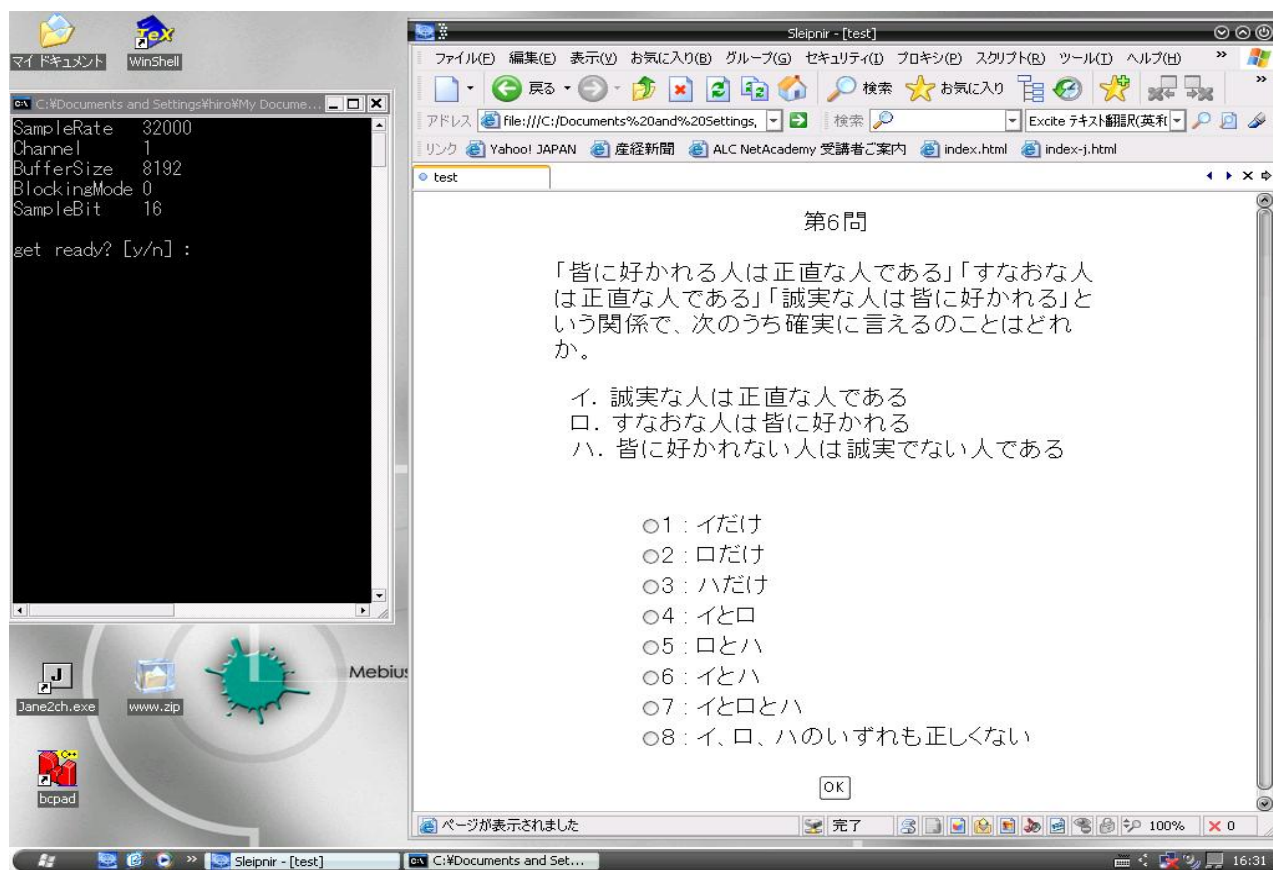 マイ ドキュメント
WinShell
C:¥Documents and Settings¥hiro¥My Docume...
SampleRate 32000
Channel 1
BufferSize 8192
BlockingMode 0
SampleBit 16
get ready? [y/n] :
Mebius
Jane2ch.exe
www.zip
bcpad
Sleipnir - [test]
ファイル(F) 編集(E) 表示(V) お気に入り(B) グループ(G) セキュリティ(I) プロキシ(P) スクリプト(R) ツール(T) ヘルプ(H) »
戻る 検索 お気に入り »
アドレス file:///C:/Documents%20and%20Settings, 検索 Excite テキスト翻訳(英和
リンク Yahoo! JAPAN 産経新聞 ALC NetAcademy 受講者ご案内 index.html index-j.html
test
第6問
「皆に好かれる人は正直な人である」「すなおな人
は正直な人である」「誠実な人は皆に好かれる」と
いう関係で、次のうち確実に言えるのことはどれ
か。
イ. 誠実な人は正直な人である
ロ. すなおな人は皆に好かれる
ハ. 皆に好かれない人は誠実でない人である
1 : イだけ
2 : ロだけ
3 : ハだけ
4 : イとロ
5 : ロとハ
6 : イとハ
7 : イとロとハ
8 : イ、ロ、ハのいずれも正しくない
OK
ページが表示されました 完了 100% 0
» Sleipnir - [test] C:¥Documents and Set... 16:31